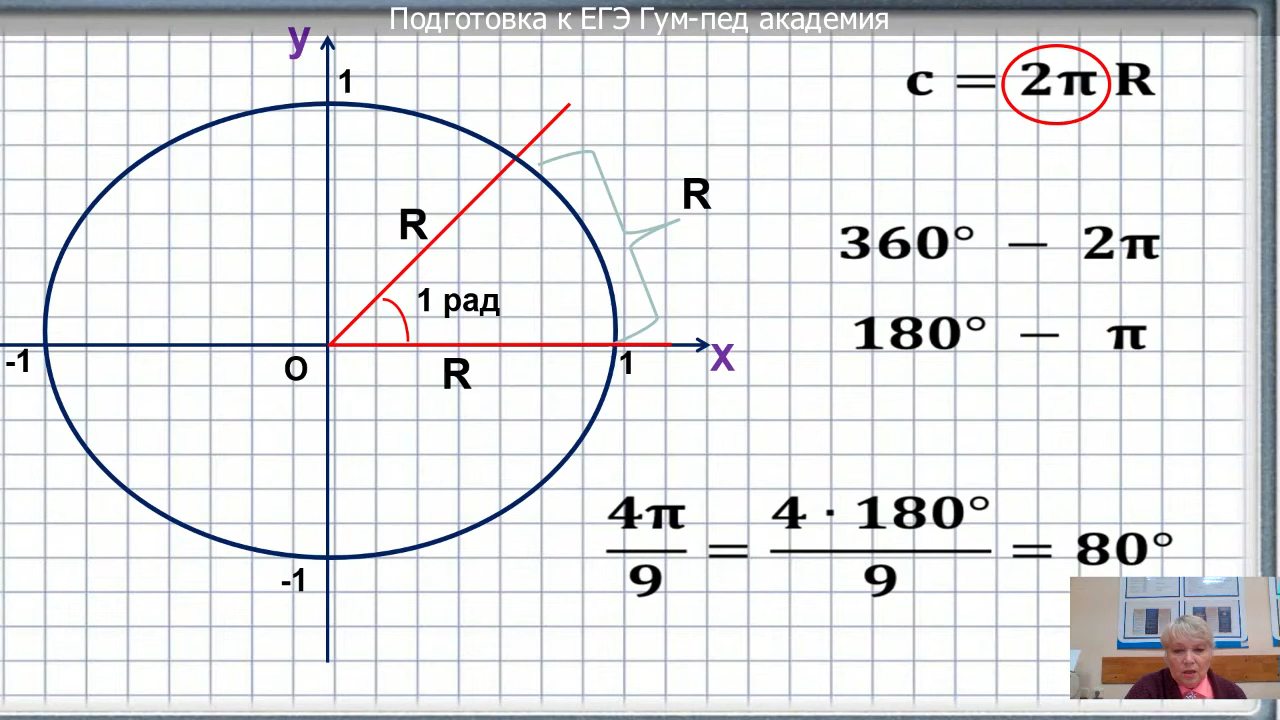 Подготовка к ЕГЭ Гум-пед академия
y
1
c = 2π R
R
R
360° − 2π
1 рад
180° − π
-1
O
R
1
X
4π/9 = 4 · 180°/9 = 80°
-1